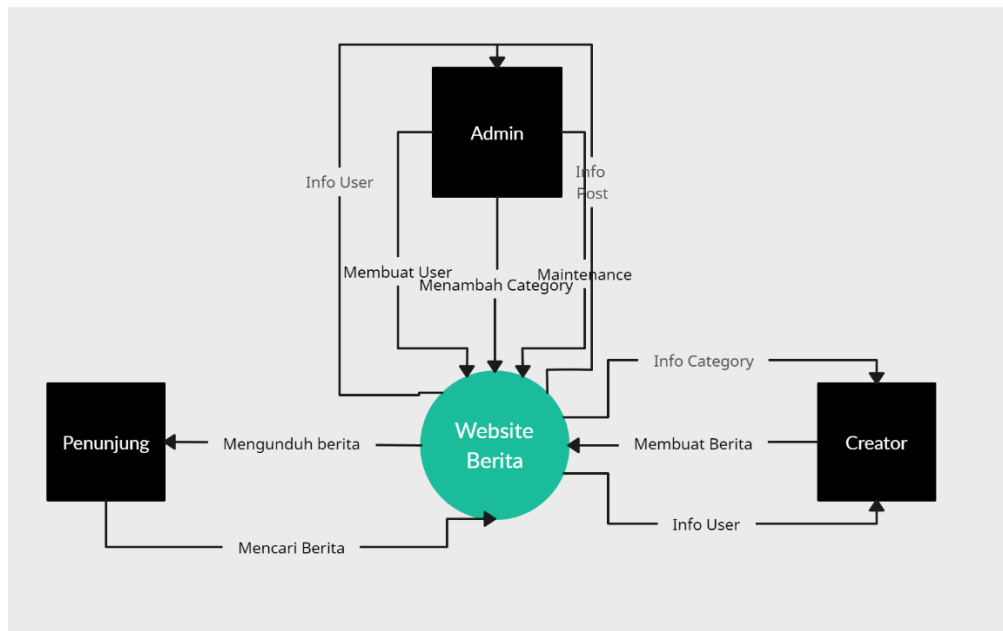 Admin
Info User
Info
Post
Membuat User
Menambah Category
Maintenance
Info Category
Penunjung
Mengunduh berita
Website
Berita
Membuat Berita
Creator
Info User
Mencari Berita